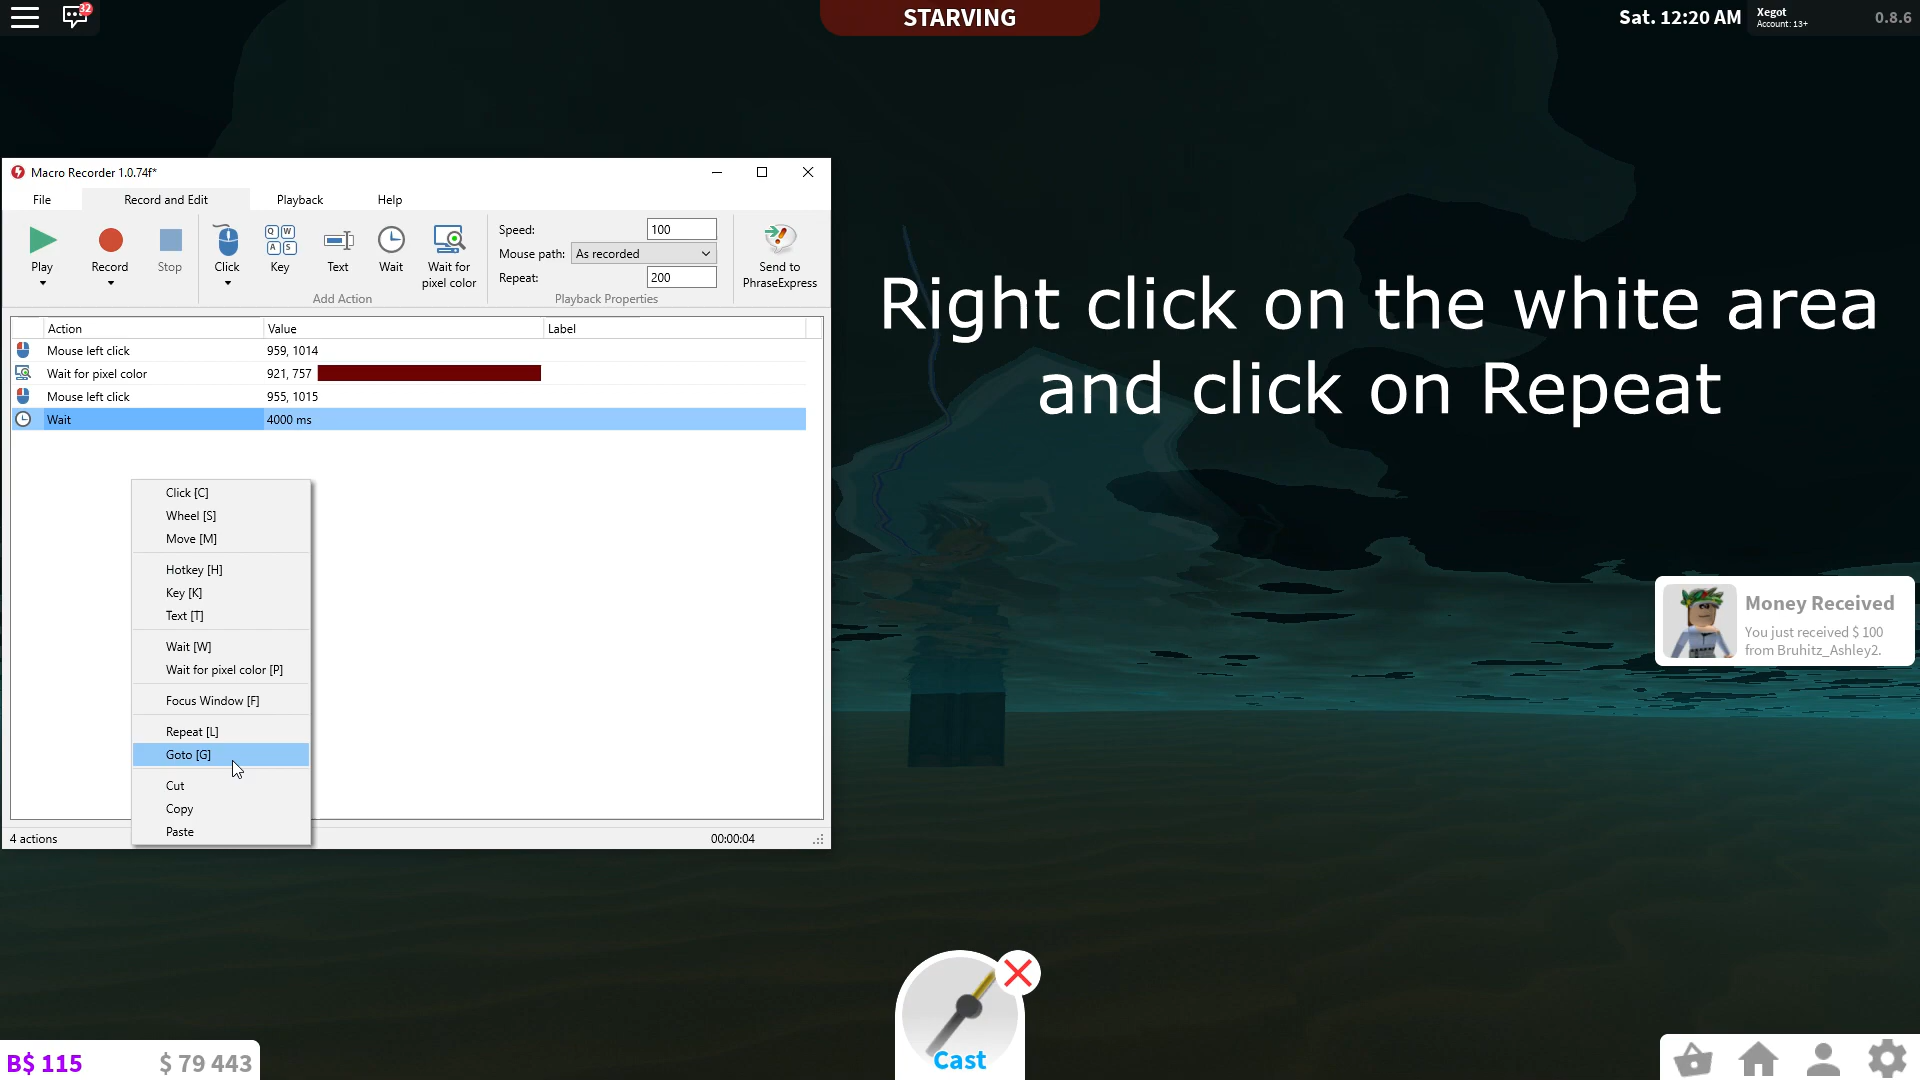 32
STARVING
Sat. 12:20 AM
Xegot
Account: 13+
0.8.6
Macro Recorder 1.0.74f*
File Record and Edit Playback Help
Play Record Stop Click Key Text Wait Wait for pixel color
Add Action
Speed: 100
Mouse path: As recorded
Repeat: 200
Playback Properties
Send to
PhraseExpress
Action Value Label
Mouse left click 959, 1014
Wait for pixel color 921, 757
Mouse left click 955, 1015
Wait 4000 ms
Click [C]
Wheel [S]
Move [M]
Hotkey [H]
Key [K]
Text [T]
Wait [W]
Wait for pixel color [P]
Focus Window [F]
Repeat [L]
Goto [G]
Cut
Copy
Paste
4 actions 00:00:04
Right click on the white area
and click on Repeat
Money Received
You just received $ 100
from Bruhitz_Ashley2.
Cast
B$ 115 $ 79 443